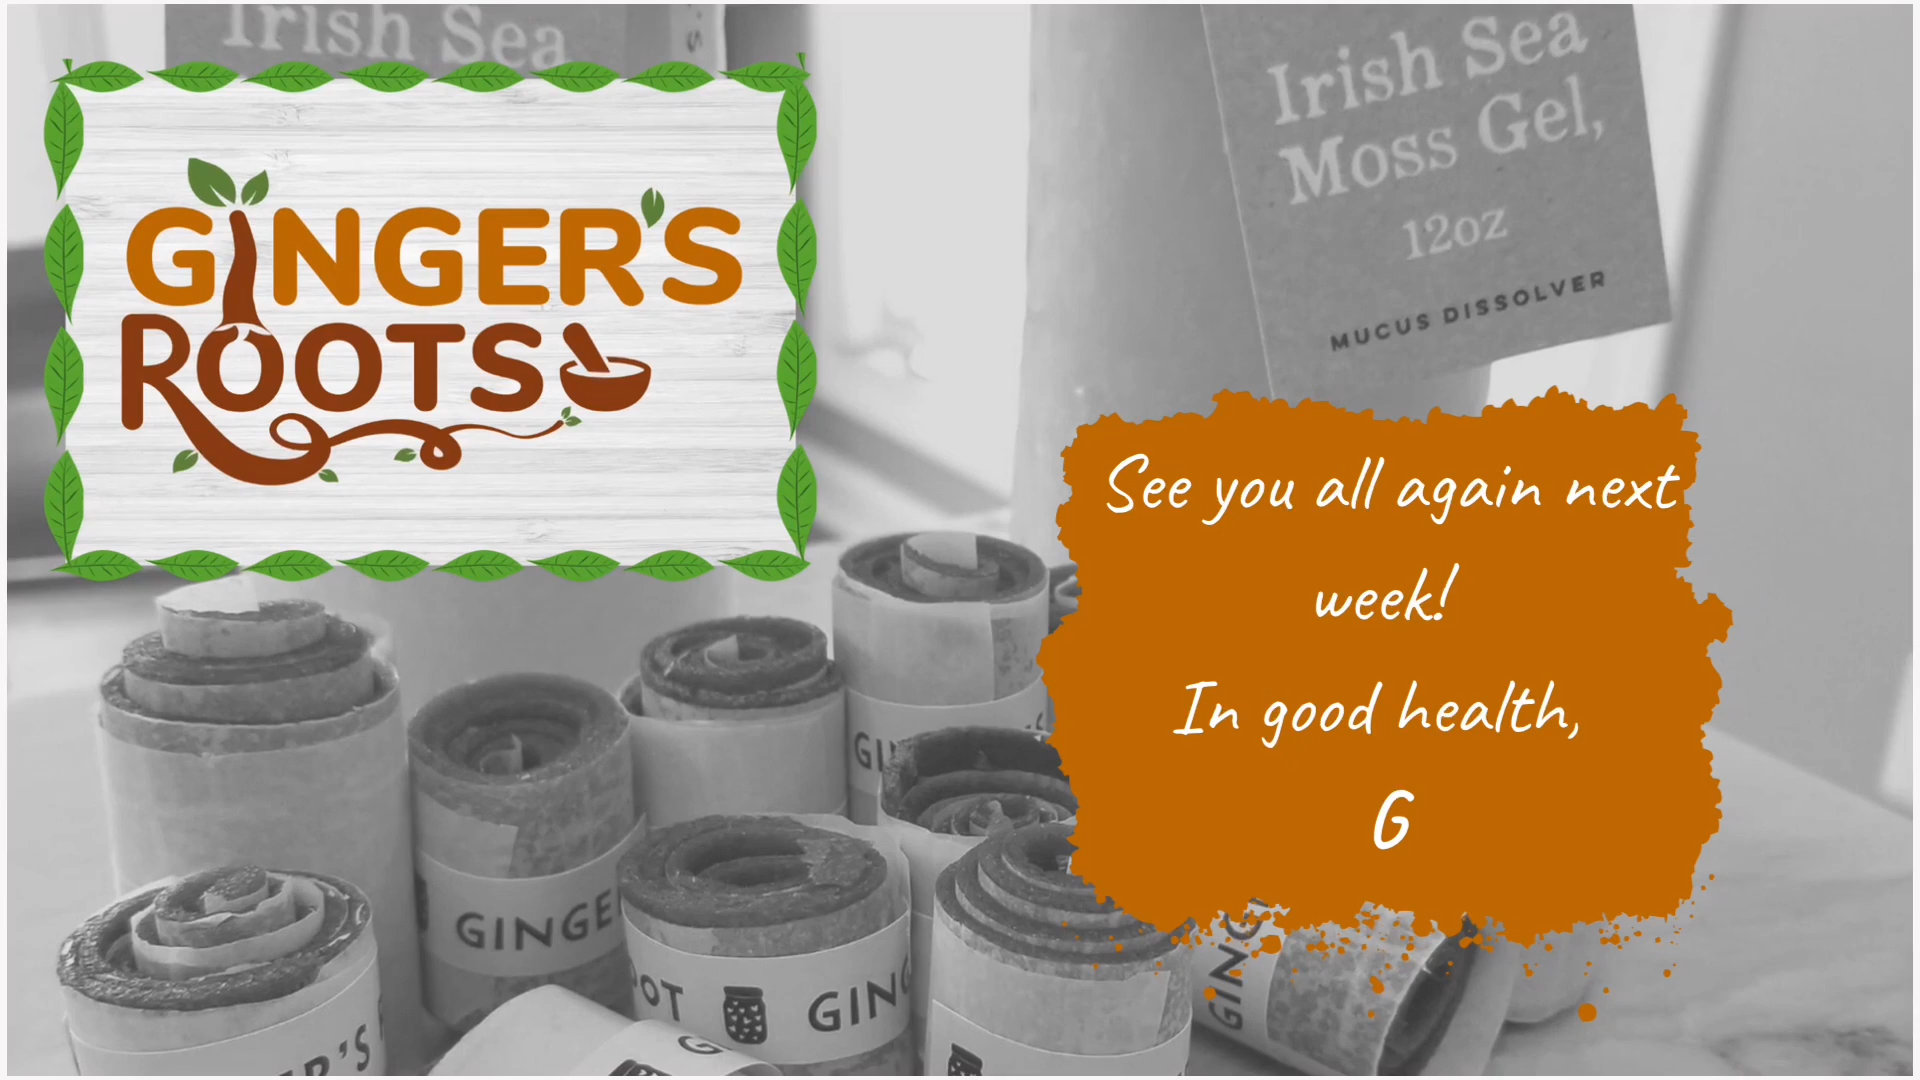 Irish Sea
Irish Sea
Moss Gel,
12oz
MUCUS DISSOLVER
GINGER'S
ROOTS
See you all again next
week!
In good health,
G
GINGE
GIN